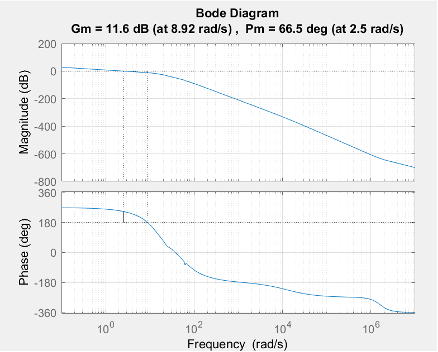 Bode Diagram
Gm = 11.6 dB (at 8.92 rad/s) , Pm = 66.5 deg (at 2.5 rad/s)
200
0
-200
-400
-600
-800
Magnitude (dB)
360
180
0
-180
-360
Phase (deg)
10^0 10^2 10^4 10^6
Frequency (rad/s)